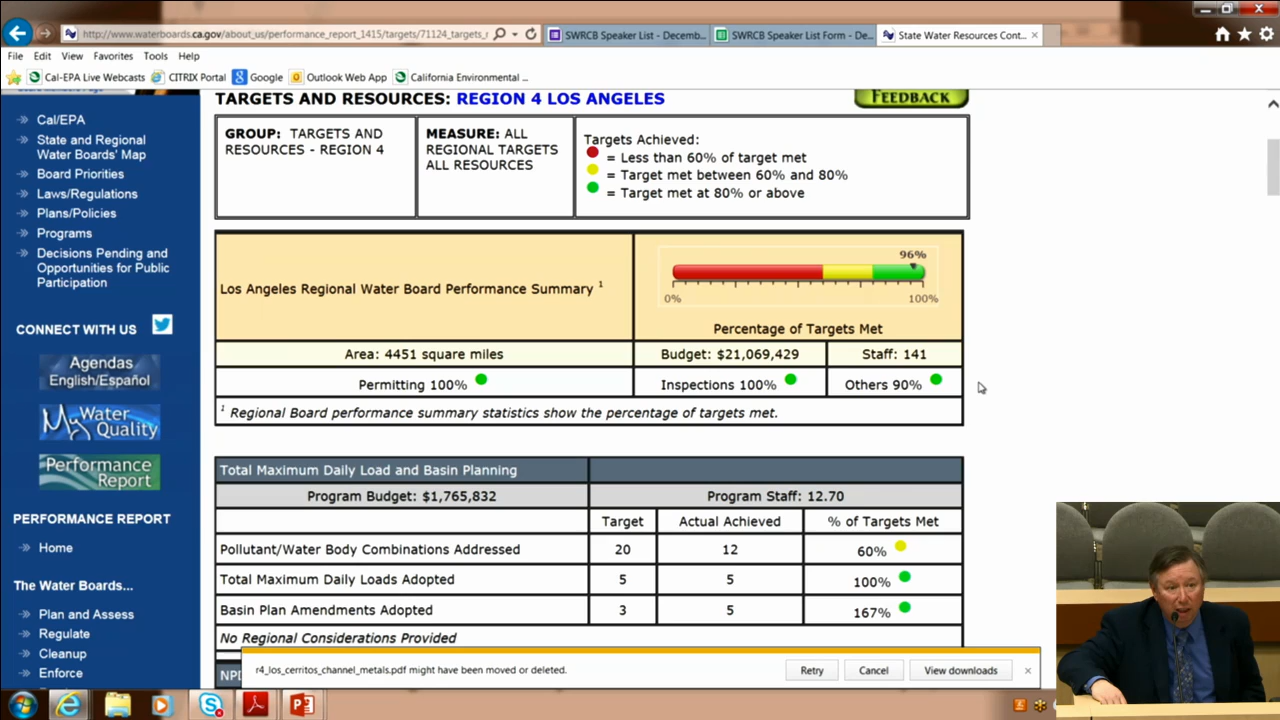 http://www.waterboards.ca.gov/about_us/performance_report_1415/targets/71124_targets_r
SWRCB Speaker List - Decemb...
SWRCB Speaker List Form - De...
State Water Resources Cont...
File Edit View Favorites Tools Help
Cal-EPA Live Webcasts CITRIX Portal Google Outlook Web App California Environmental ...
Cal/EPA
State and Regional
Water Boards' Map
Board Priorities
Laws/Regulations
Plans/Policies
Programs
Decisions Pending and
Opportunities for Public
Participation
CONNECT WITH US
Agendas
English/Español
My Water
Quality
Performance
Report
PERFORMANCE REPORT
Home
The Water Boards...
Plan and Assess
Regulate
Cleanup
Enforce
TARGETS AND RESOURCES: REGION 4 LOS ANGELES
FEEDBACK
GROUP: TARGETS AND
RESOURCES - REGION 4
MEASURE: ALL
REGIONAL TARGETS
ALL RESOURCES
Targets Achieved:
= Less than 60% of target met
= Target met between 60% and 80%
= Target met at 80% or above
Los Angeles Regional Water Board Performance Summary 1
96%
0% 100%
Percentage of Targets Met
Area: 4451 square miles Budget: $21,069,429 Staff: 141
Permitting 100% Inspections 100% Others 90%
1 Regional Board performance summary statistics show the percentage of targets met.
Total Maximum Daily Load and Basin Planning
Program Budget: $1,765,832 Program Staff: 12.70
Target Actual Achieved % of Targets Met
Pollutant/Water Body Combinations Addressed 20 12 60%
Total Maximum Daily Loads Adopted 5 5 100%
Basin Plan Amendments Adopted 3 5 167%
No Regional Considerations Provided
r4_los_cerritos_channel_metals.pdf might have been moved or deleted.
Retry Cancel View downloads